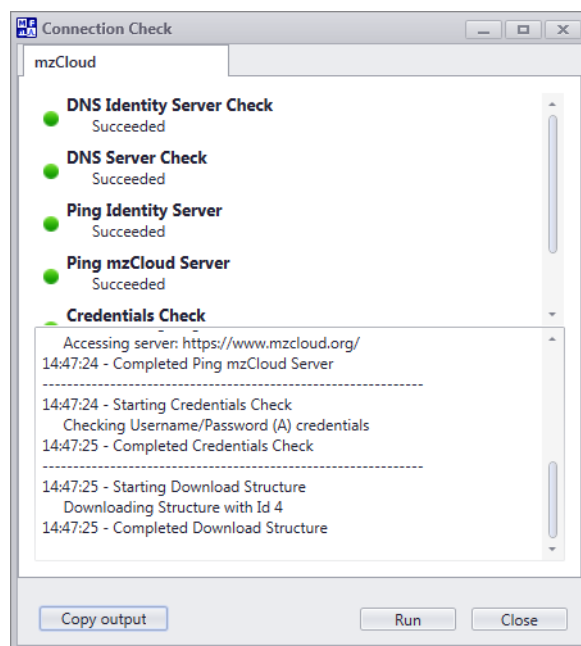 Connection Check
mzCloud
DNS Identity Server Check
Succeeded
DNS Server Check
Succeeded
Ping Identity Server
Succeeded
Ping mzCloud Server
Succeeded
Credentials Check
Accessing server: https://www.mzcloud.org/
14:47:24 - Completed Ping mzCloud Server
------------------------------------------------------------
14:47:24 - Starting Credentials Check
Checking Username/Password (A) credentials
14:47:25 - Completed Credentials Check
------------------------------------------------------------
14:47:25 - Starting Download Structure
Downloading Structure with Id 4
14:47:25 - Completed Download Structure
Copy output
Run
Close